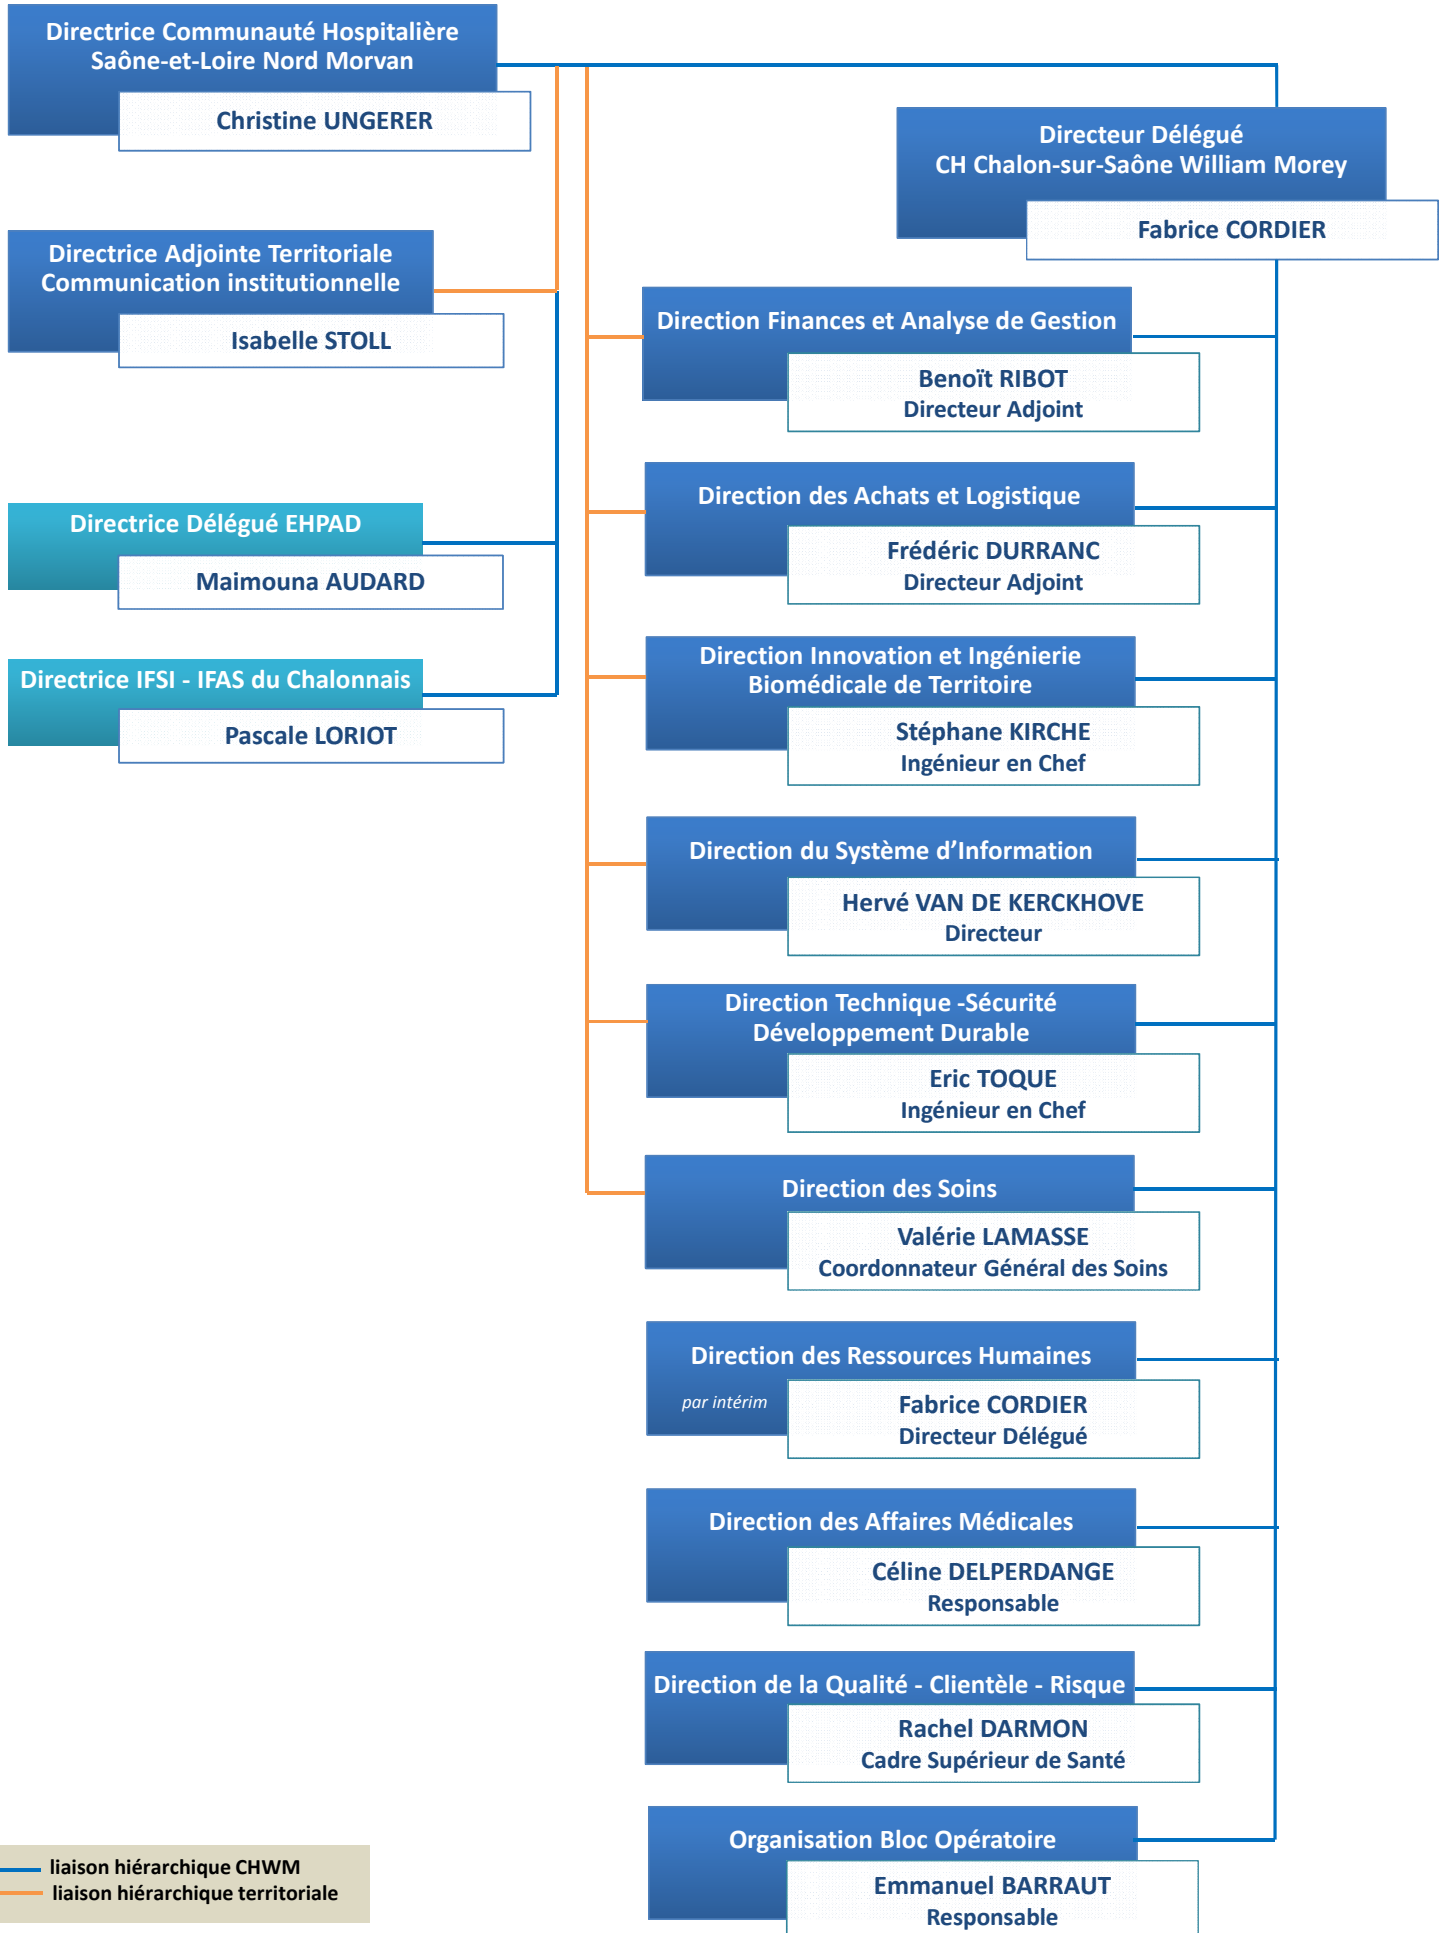 Directrice Communauté Hospitalière
Saône-et-Loire Nord Morvan
Christine UNGERER
Directeur Délégué
CH Chalon-sur-Saône William Morey
Fabrice CORDIER
Directrice Adjointe Territoriale
Communication institutionnelle
Isabelle STOLL
Directrice Délégué EHPAD
Maimouna AUDARD
Directrice IFSI - IFAS du Chalonnais
Pascale LORIOT
Direction Finances et Analyse de Gestion
Benoït RIBOT
Directeur Adjoint
Direction des Achats et Logistique
Frédéric DURRANC
Directeur Adjoint
Direction Innovation et Ingénierie
Biomédicale de Territoire
Stéphane KIRCHE
Ingénieur en Chef
Direction du Système d’Information
Hervé VAN DE KERCKHOVE
Directeur
Direction Technique -Sécurité
Développement Durable
Eric TOQUE
Ingénieur en Chef
Direction des Soins
Valérie LAMASSE
Coordonnateur Général des Soins
Direction des Ressources Humaines
par intérim
Fabrice CORDIER
Directeur Délégué
Direction des Affaires Médicales
Céline DELPERDANGE
Responsable
Direction de la Qualité - Clientèle - Risque
Rachel DARMON
Cadre Supérieur de Santé
Organisation Bloc Opératoire
Emmanuel BARRAUT
Responsable
liaison hiérarchique CHWM
liaison hiérarchique territoriale